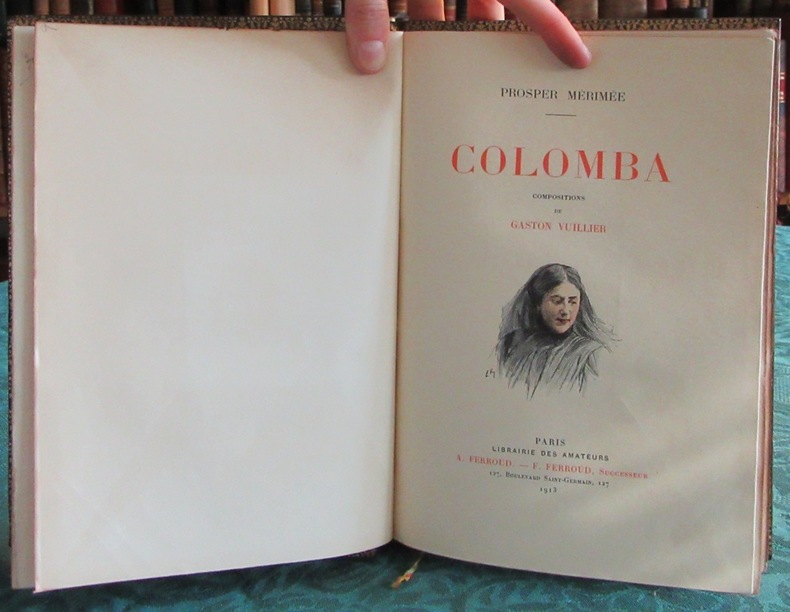 PROSPER MÉRIMÉE
COLOMBA
COMPOSITIONS
DE
GASTON VUILLIER
PARIS
LIBRAIRIE DES AMATEURS
A. FERROUD. — F. FERROUD, SUCCESSEUR
127, BOULEVARD SAINT-GERMAIN, 127
1913